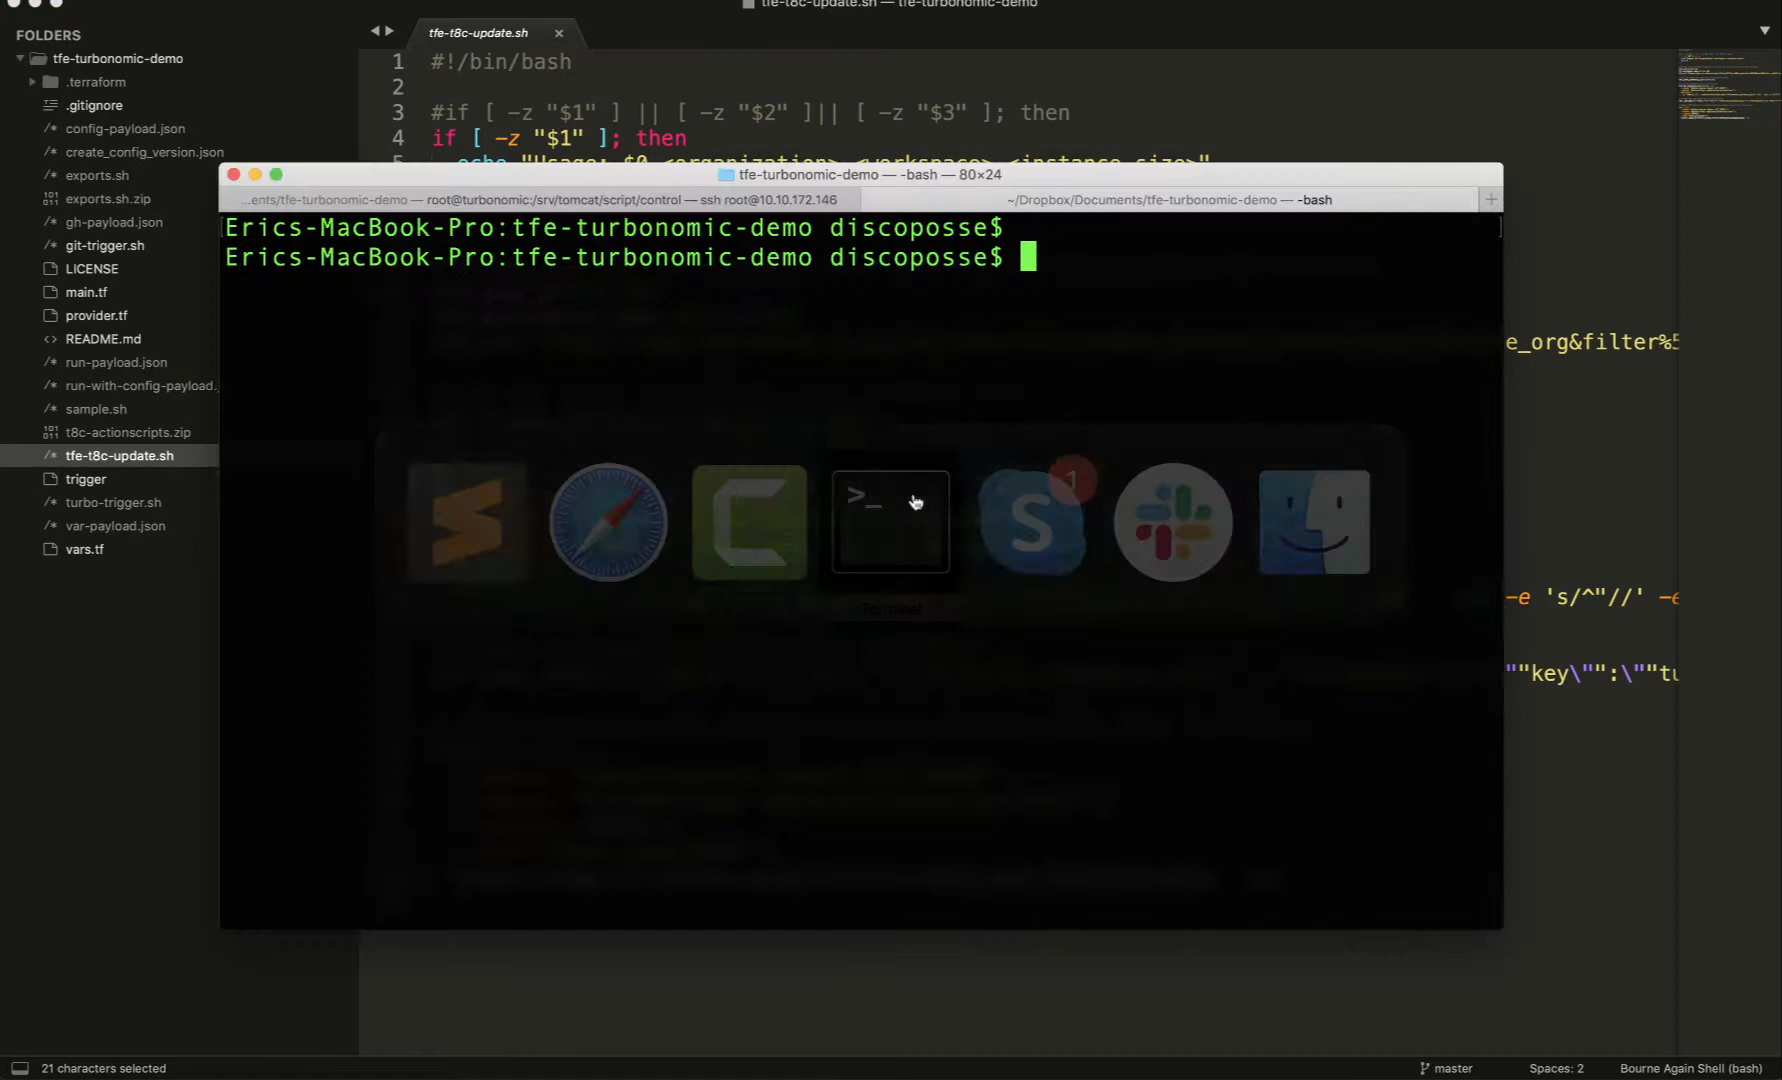 tfe-t8c-update.sh — tfe-turbonomic-demo
FOLDERS
tfe-turbonomic-demo
.terraform
.gitignore
config-payload.json
create_config_version.json
exports.sh
exports.sh.zip
gh-payload.json
git-trigger.sh
LICENSE
main.tf
provider.tf
README.md
run-payload.json
run-with-config-payload.
sample.sh
t8c-actionscripts.zip
tfe-t8c-update.sh
trigger
turbo-trigger.sh
var-payload.json
vars.tf
tfe-t8c-update.sh
1 #!/bin/bash
2
3 #if [ -z "$1" ] || [ -z "$2" ]|| [ -z "$3" ]; then
4 if [ -z "$1" ]; then
5 echo "Usage: $0 <organization> <workspace> <instance_size>"
tfe-turbonomic-demo — -bash — 80×24
...ents/tfe-turbonomic-demo — root@turbonomic:/srv/tomcat/script/control — ssh root@10.10.172.146
~/Dropbox/Documents/tfe-turbonomic-demo — -bash
Erics-MacBook-Pro:tfe-turbonomic-demo discoposse$
Erics-MacBook-Pro:tfe-turbonomic-demo discoposse$
e_org&filter%5
>_
S
1
Terminal
-e 's/^"//' -e
""key\"":\""tu
21 characters selected
master
Spaces: 2
Bourne Again Shell (bash)